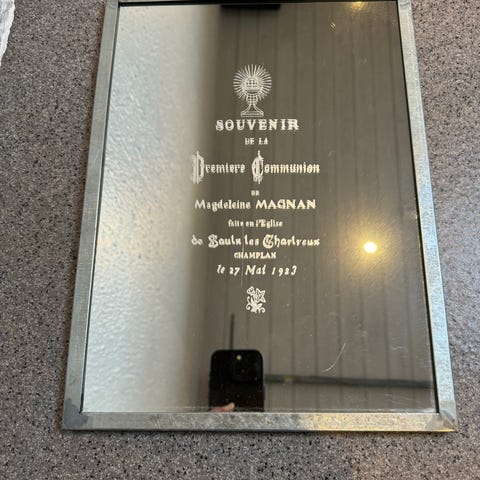 SOUVENIR
DE LA
Première Communion
DE
Magdeleine MAGNAN
faite en l'Eglise
de Saulx les Chartreux
CHAMPLAN
le 27 Mai 1923